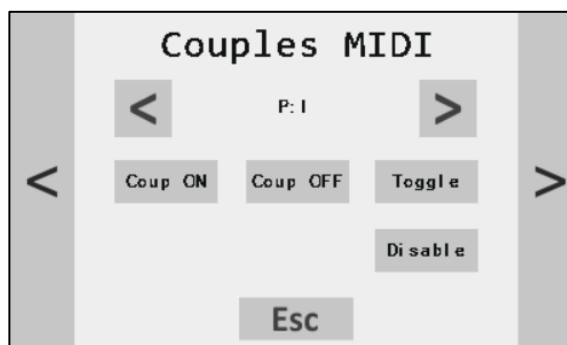 Couples MIDI
< P: I >
< Coup ON Coup OFF Toggle >
Disable
Esc